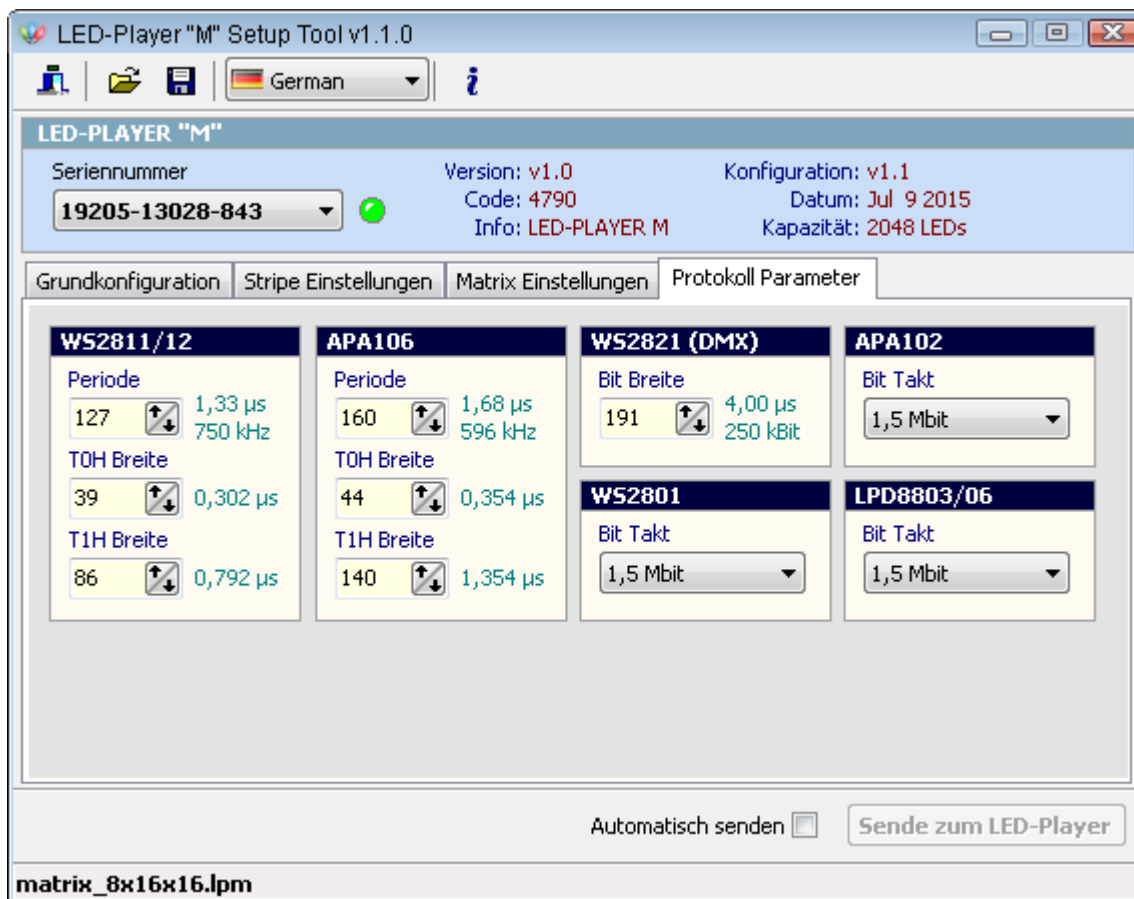 LED-Player "M" Setup Tool v1.1.0
German
LED-PLAYER "M"
Seriennummer
19205-13028-843
Version: v1.0
Code: 4790
Info: LED-PLAYER M
Konfiguration: v1.1
Datum: Jul 9 2015
Kapazität: 2048 LEDs
Grundkonfiguration
Stripe Einstellungen
Matrix Einstellungen
Protokoll Parameter
WS2811/12
Periode
127
1,33 µs
750 kHz
T0H Breite
39
0,302 µs
T1H Breite
86
0,792 µs
APA106
Periode
160
1,68 µs
596 kHz
T0H Breite
44
0,354 µs
T1H Breite
140
1,354 µs
WS2821 (DMX)
Bit Breite
191
4,00 µs
250 kBit
APA102
Bit Takt
1,5 Mbit
WS2801
Bit Takt
1,5 Mbit
LPD8803/06
Bit Takt
1,5 Mbit
Automatisch senden
Sende zum LED-Player
matrix_8x16x16.lpm